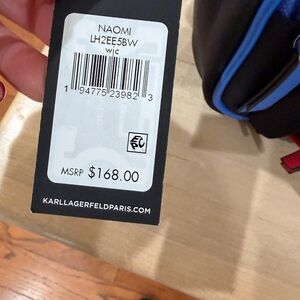 NAOMI
LH2EE5BW
W|C
1 94775 23982 3
MSRP $168.00
KARLLAGERFELDPARIS.COM